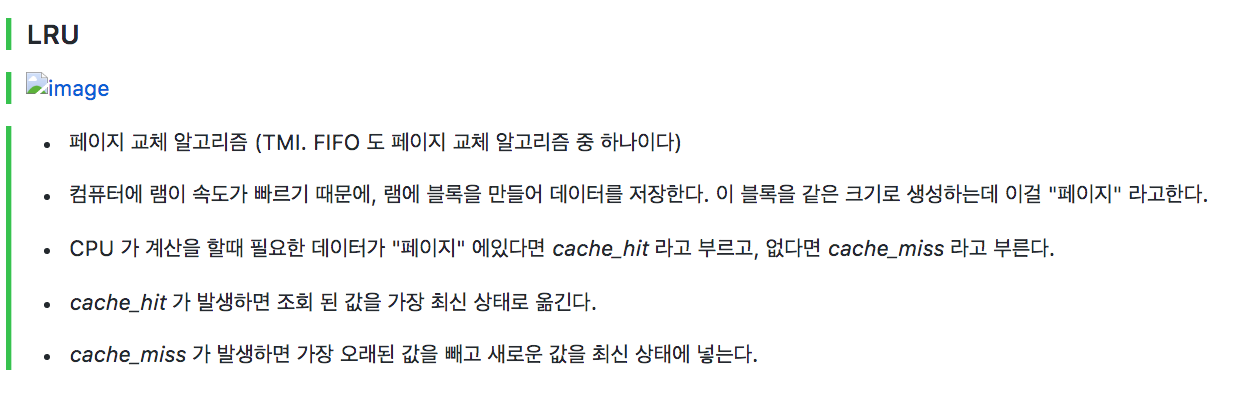 LRU
image
페이지 교체 알고리즘 (TMI. FIFO 도 페이지 교체 알고리즘 중 하나이다)
컴퓨터에 램이 속도가 빠르기 때문에, 램에 블록을 만들어 데이터를 저장한다. 이 블록을 같은 크기로 생성하는데 이걸 "페이지" 라고한다.
CPU 가 계산을 할때 필요한 데이터가 "페이지" 에있다면 cache_hit 라고 부르고, 없다면 cache_miss 라고 부른다.
cache_hit 가 발생하면 조회 된 값을 가장 최신 상태로 옮긴다.
cache_miss 가 발생하면 가장 오래된 값을 빼고 새로운 값을 최신 상태에 넣는다.